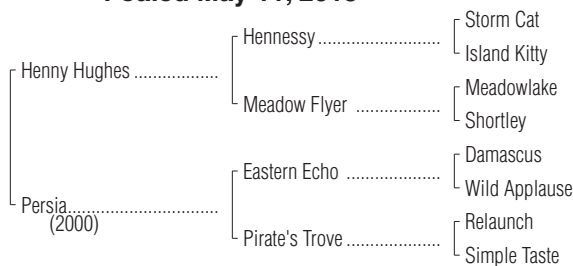 Foaled May
Storm Cat
Hennessy
Island Kitty
Henny Hughes
Meadowlake
Meadow Flyer
Shortley
Damascus
Eastern Echo
Wild Applause
Persia
(2000)
Relaunch
Pirate's Trove
Simple Taste